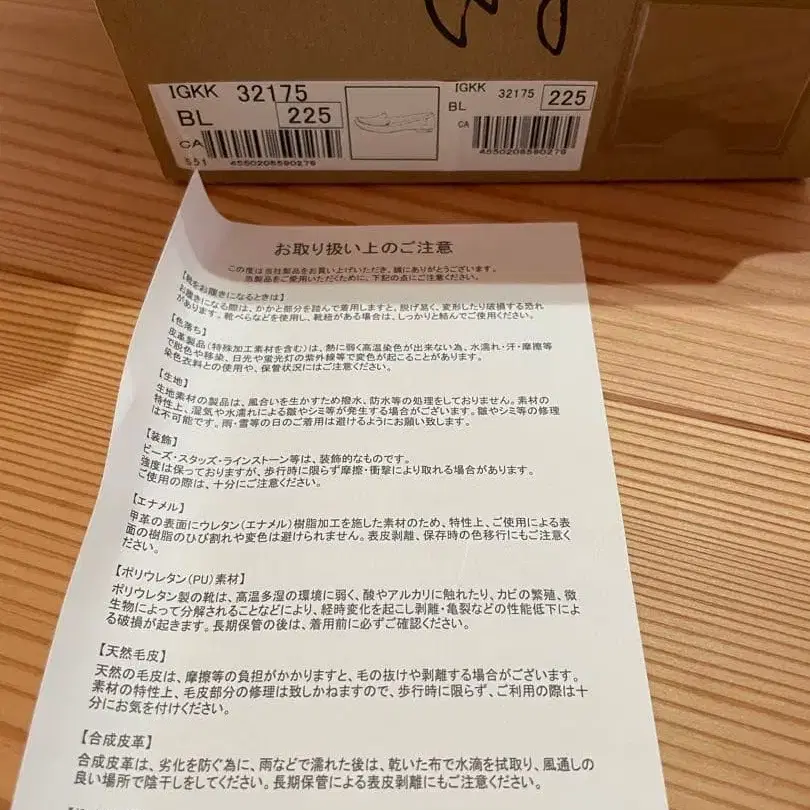 IGKK 32175
BL 225
CA
551
4550208590276
IGKK 32175
BL 225
CA
4550208590276
お取り扱い上のご注意
この度は当社製品をお買い上げいただき、誠にありがとうございます。
当製品をご愛用いただくために、下記の点にご注意ください。
【靴をお履きになるときは】
お履きになる際は、かかと部分を踏んで着用しますと、脱げ易く、変形したり破損する恐れ
があります。靴べらなどを使用し、靴紐がある場合は、しっかりと結んでご使用ください。
【色落ち】
皮革製品(特殊加工素材を含む)は、熱に弱く高温染色が出来ない為、水濡れ・汗・摩擦等
で脱色や移染、日光や蛍光灯の紫外線等で変色が起こることがあります。
染色衣料との使用や、保管状況にはご注意ください。
【生地】
生地素材の製品は、風合いを生かすため撥水、防水等の処理をしておりません。素材の
特性上、湿気や水濡れによる皺やシミ等が発生する場合がございます。皺やシミ等の修理
は不可能です。雨・雪等の日のご着用は避けるようにお願い致します。
【装飾】
ビーズ・スタッズ・ラインストーン等は、装飾的なものです。
強度は保っておりますが、歩行時に限らず摩擦・衝撃により取れる場合があります。
ご使用の際は、十分にご注意ください。
【エナメル】
甲革の表面にウレタン(エナメル)樹脂加工を施した素材のため、特性上、ご使用による表
面の樹脂のひび割れや変色は避けられません。表皮剥離、保存時の色移行にもご注意く
ださい。
【ポリウレタン(PU)素材】
ポリウレタン製の靴は、高温多湿の環境に弱く、酸やアルカリに触れたり、カビの繁殖、微
生物によって分解されることなどにより、経時変化を起こし剥離・亀裂などの性能低下によ
る破損が起きます。長期保管の後は、着用前に必ずご確認ください。
【天然毛皮】
天然の毛皮は、摩擦等の負担がかかりますと、毛の抜けや剥離する場合がございます。
素材の特性上、毛皮部分の修理は致しかねますので、歩行時に限らず、ご利用の際は十
分にお気を付けください。
【合成皮革】
合成皮革は、劣化を防ぐ為に、雨などで濡れた後は、乾いた布で水滴を拭取り、風通しの
良い場所で陰干しをしてください。長期保管による表皮剥離にもご注意ください。